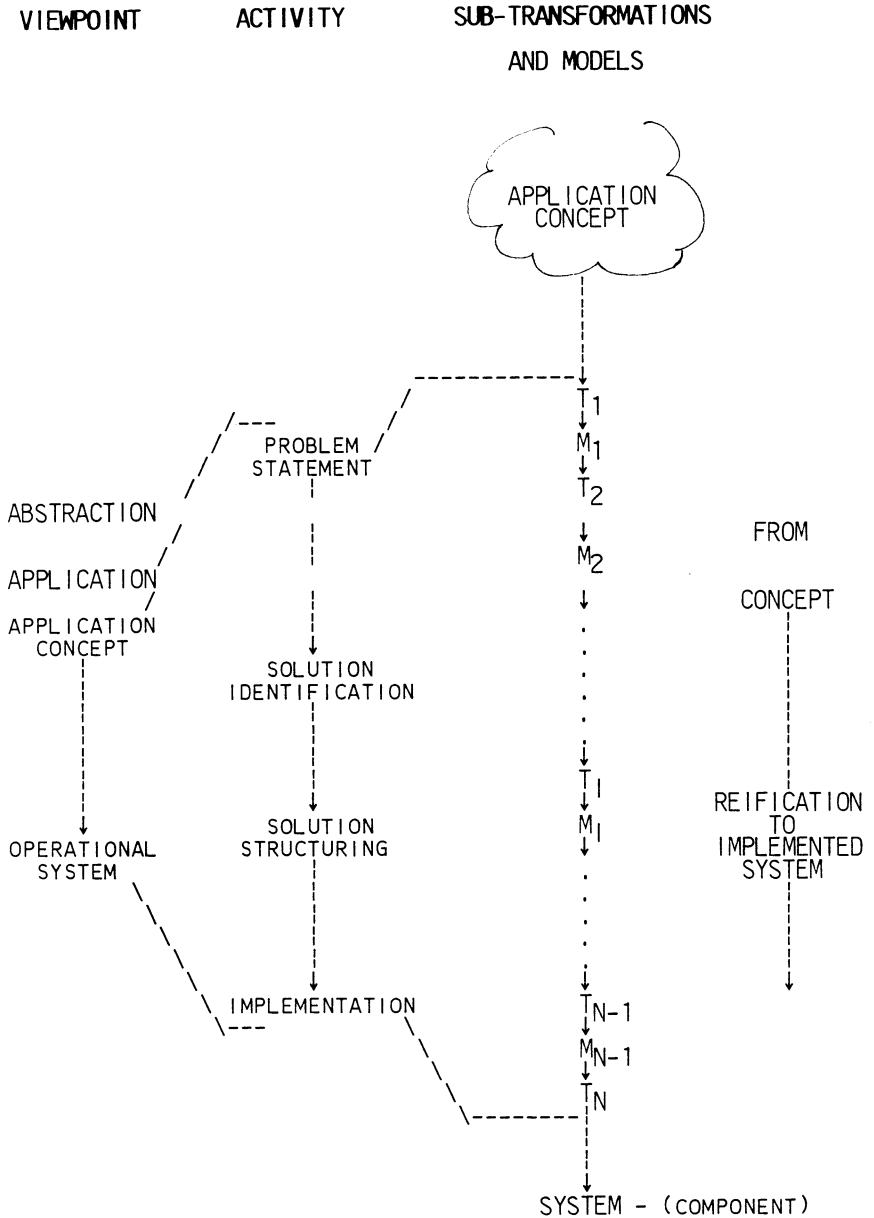 VIEWPOINT ACTIVITY SUB-TRANSFORMATIONS
AND MODELS
APPLICATION
CONCEPT
T1
M1
PROBLEM
STATEMENT
T2
ABSTRACTION
FROM
M2
APPLICATION
CONCEPT
APPLICATION
CONCEPT
SOLUTION
IDENTIFICATION
TI
REIFICATION
TO
IMPLEMENTED
SYSTEM
MI
SOLUTION
STRUCTURING
OPERATIONAL
SYSTEM
IMPLEMENTATION
TN-1
MN-1
TN
SYSTEM - (COMPONENT)